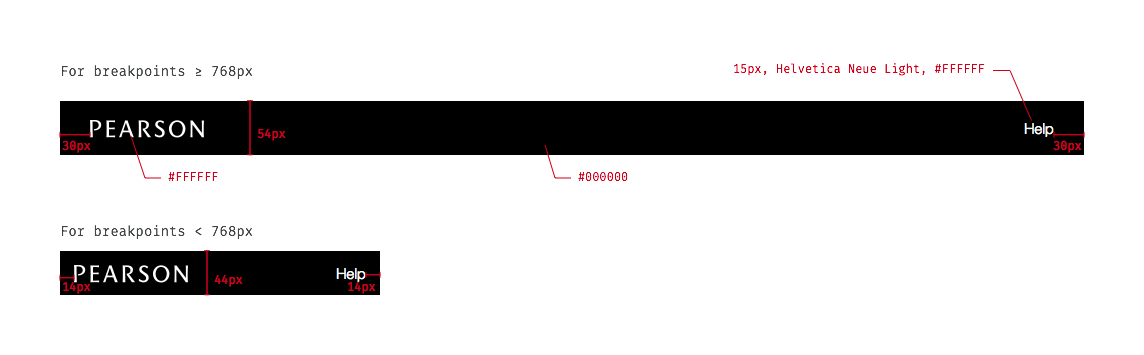 For breakpoints ≥ 768px
15px, Helvetica Neue Light, #FFFFFF
PEARSON
54px
Help
30px
30px
#FFFFFF
#000000
For breakpoints < 768px
PEARSON
44px
Help
14px
14px